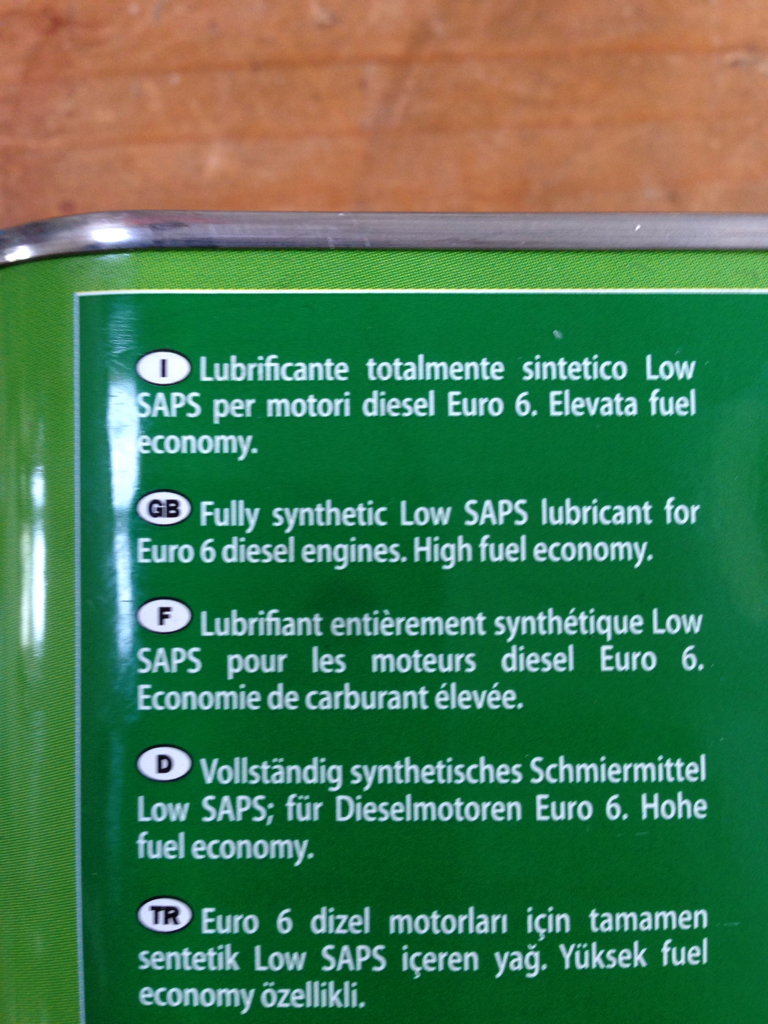 I Lubrificante totalmente sintetico Low
SAPS per motori diesel Euro 6. Elevata fuel
economy.
GB Fully synthetic Low SAPS lubricant for
Euro 6 diesel engines. High fuel economy.
F Lubrifiant entièrement synthétique Low
SAPS pour les moteurs diesel Euro 6.
Economie de carburant élevée.
D Vollständig synthetisches Schmiermittel
Low SAPS; für Dieselmotoren Euro 6. Hohe
fuel economy.
TR Euro 6 dizel motorları için tamamen
sentetik Low SAPS içeren yağ. Yüksek fuel
economy özellikli.